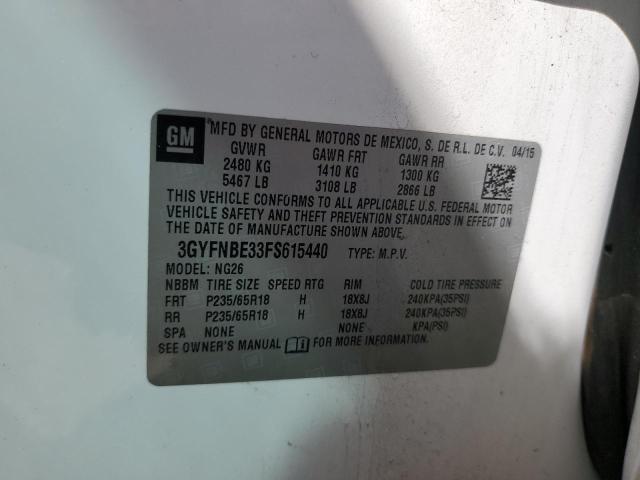 GM MFD BY GENERAL MOTORS DE MEXICO, S. DE R.L. DE C.V. 04/15
GVWR GAWR FRT GAWR RR
2480 KG 1410 KG 1300 KG
5467 LB 3108 LB 2866 LB
THIS VEHICLE CONFORMS TO ALL APPLICABLE U.S. FEDERAL MOTOR
VEHICLE SAFETY AND THEFT PREVENTION STANDARDS IN EFFECT ON
THE DATE OF MANUFACTURE SHOWN ABOVE.
3GYFNBE33FS615440 TYPE: M.P.V.
MODEL: NG26
NBBM TIRE SIZE SPEED RTG RIM COLD TIRE PRESSURE
FRT P235/65R18 H 18X8J 240KPA(35PSI)
RR P235/65R18 H 18X8J 240KPA(35PSI)
SPA NONE NONE KPA(PSI)
SEE OWNER'S MANUAL FOR MORE INFORMATION.